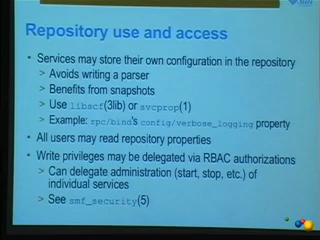 Repository use and access
• Services may store their own configuration in the repository
> Avoids writing a parser
> Benefits from snapshots
> Use libscf(3lib) or svcprop(1)
> Example: rpc/bind's config/verbose_logging property
• All users may read repository properties
• Write privileges may be delegated via RBAC authorizations
> Can delegate administration (start, stop, etc.) of
individual services
> See smf_security(5)